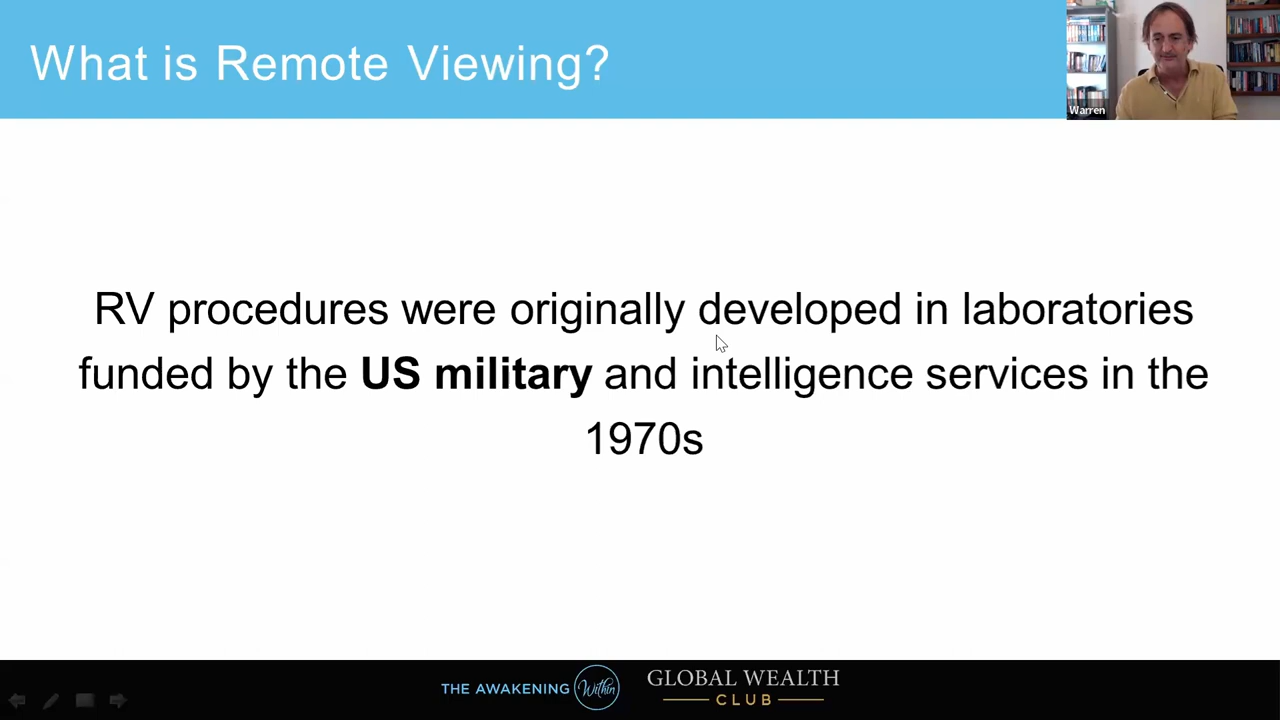 What is Remote Viewing?
Warren
RV procedures were originally developed in laboratories
funded by the US military and intelligence services in the
1970s
THE AWAKENING Within
GLOBAL WEALTH
CLUB